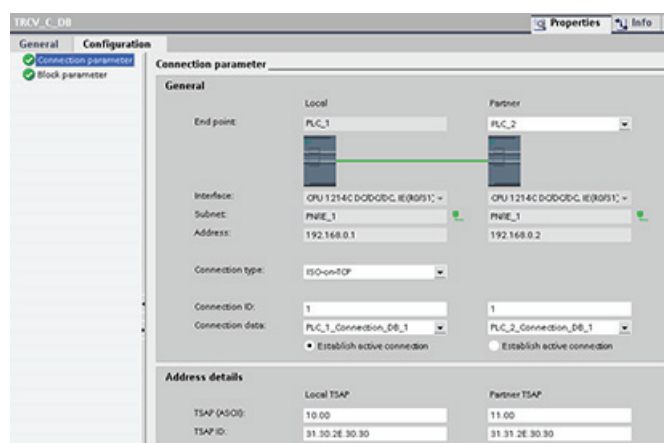 TRCV_C_DB
Properties Info
General Configuration
Connection parameter
Block parameter
Connection parameter
General
Local Partner
End point: PLC_1 PLC_2
Interface: CPU 1214C DC/DC/DC, IE(R0/S1) CPU 1214C DC/DC/DC, IE(R0/S1)
Subnet: PN/IE_1 PN/IE_1
Address: 192.168.0.1 192.168.0.2
Connection type: ISO-on-TCP
Connection ID: 1 1
Connection data: PLC_1_Connection_DB_1 PLC_2_Connection_DB_1
Establish active connection Establish active connection
Address details
Local TSAP Partner TSAP
TSAP (ASCII): 10.00 11.00
TSAP ID: 31.30.2E.30.30 31.31.2E.30.30